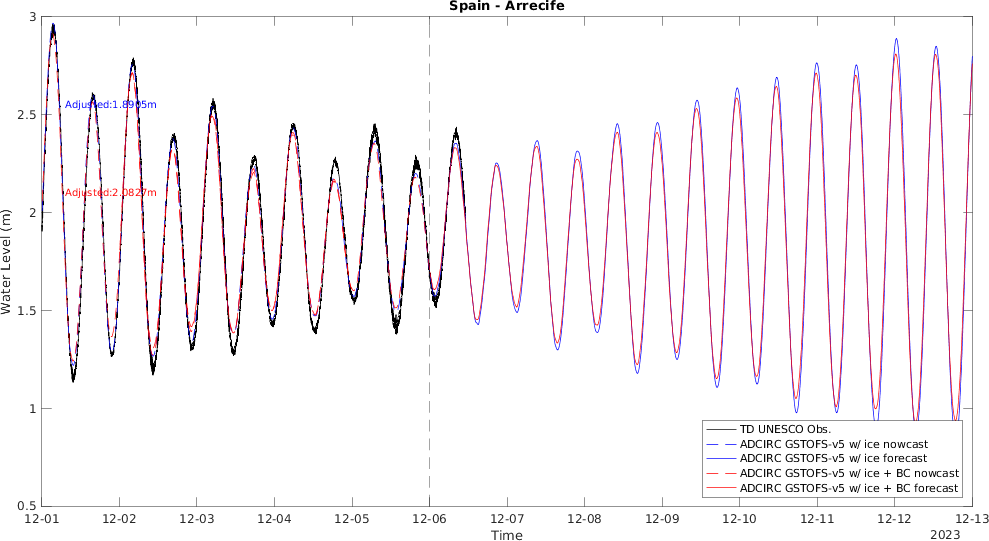 Spain - Arrecife
3
2.5
2
1.5
1
0.5
Water Level (m)
Adjusted:1.8905m
Adjusted:2.0827m
TD UNESCO Obs.
ADCIRC GSTOFS-v5 w/ ice nowcast
ADCIRC GSTOFS-v5 w/ ice forecast
ADCIRC GSTOFS-v5 w/ ice + BC nowcast
ADCIRC GSTOFS-v5 w/ ice + BC forecast
12-01 12-02 12-03 12-04 12-05 12-06 12-07 12-08 12-09 12-10 12-11 12-12 12-13
Time
2023